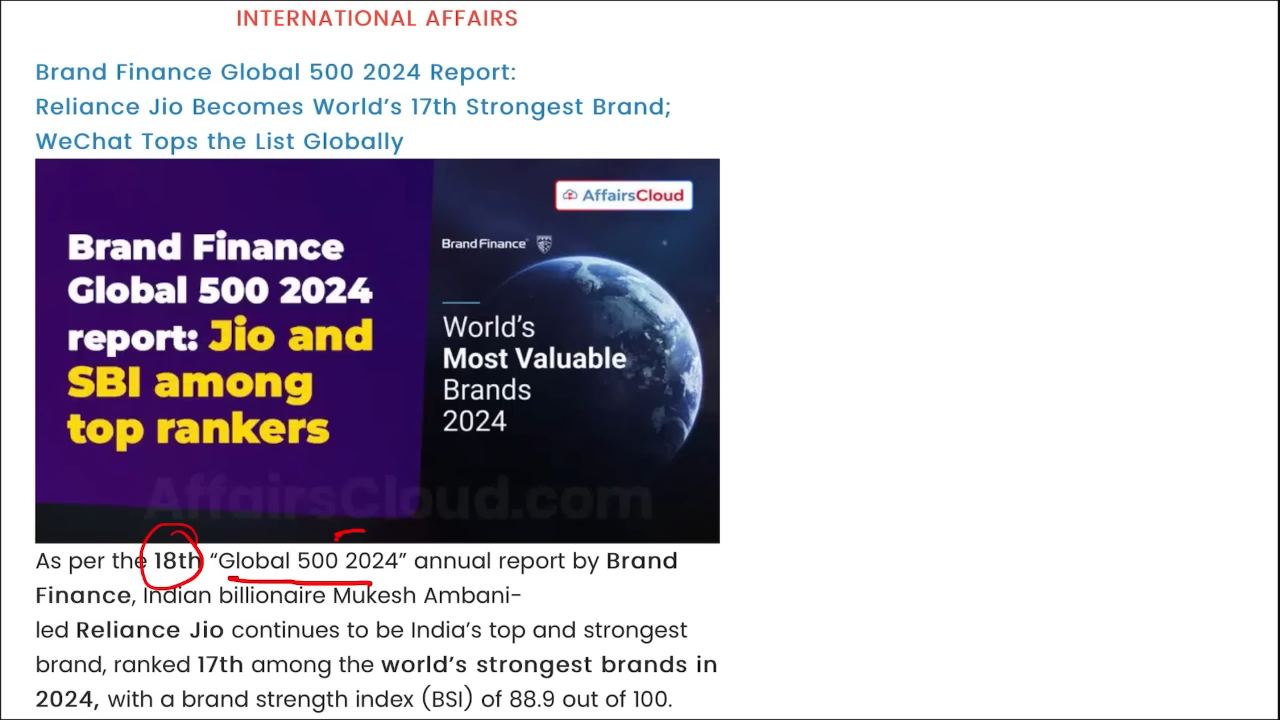 INTERNATIONAL AFFAIRS
Brand Finance Global 500 2024 Report:
Reliance Jio Becomes World's 17th Strongest Brand;
WeChat Tops the List Globally
AffairsCloud
Brand Finance
Global 500 2024
report: Jio and
SBI among
top rankers
Brand Finance
World's
Most Valuable
Brands
2024
AffairsCloud.com
As per the 18th “Global 500 2024” annual report by Brand
Finance, Indian billionaire Mukesh Ambani-
led Reliance Jio continues to be India's top and strongest
brand, ranked 17th among the world's strongest brands in
2024, with a brand strength index (BSI) of 88.9 out of 100.